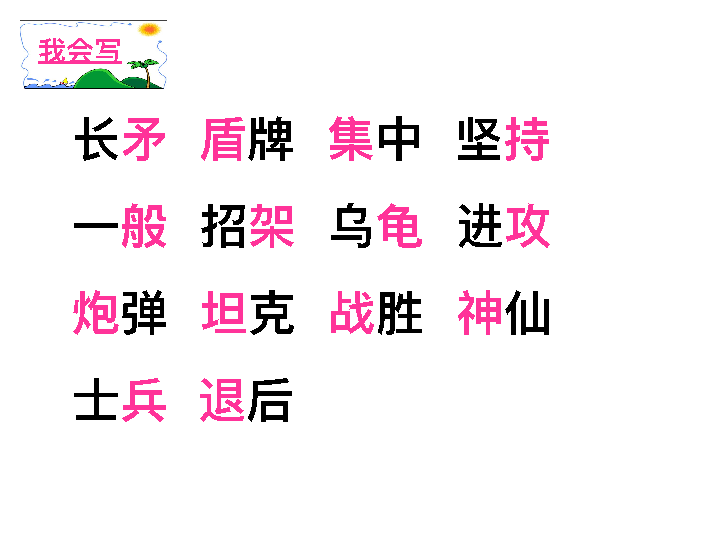 我会写
长矛 盾牌 集中 坚持
一般 招架 乌龟 进攻
炮弹 坦克 战胜 神仙
士兵 退后